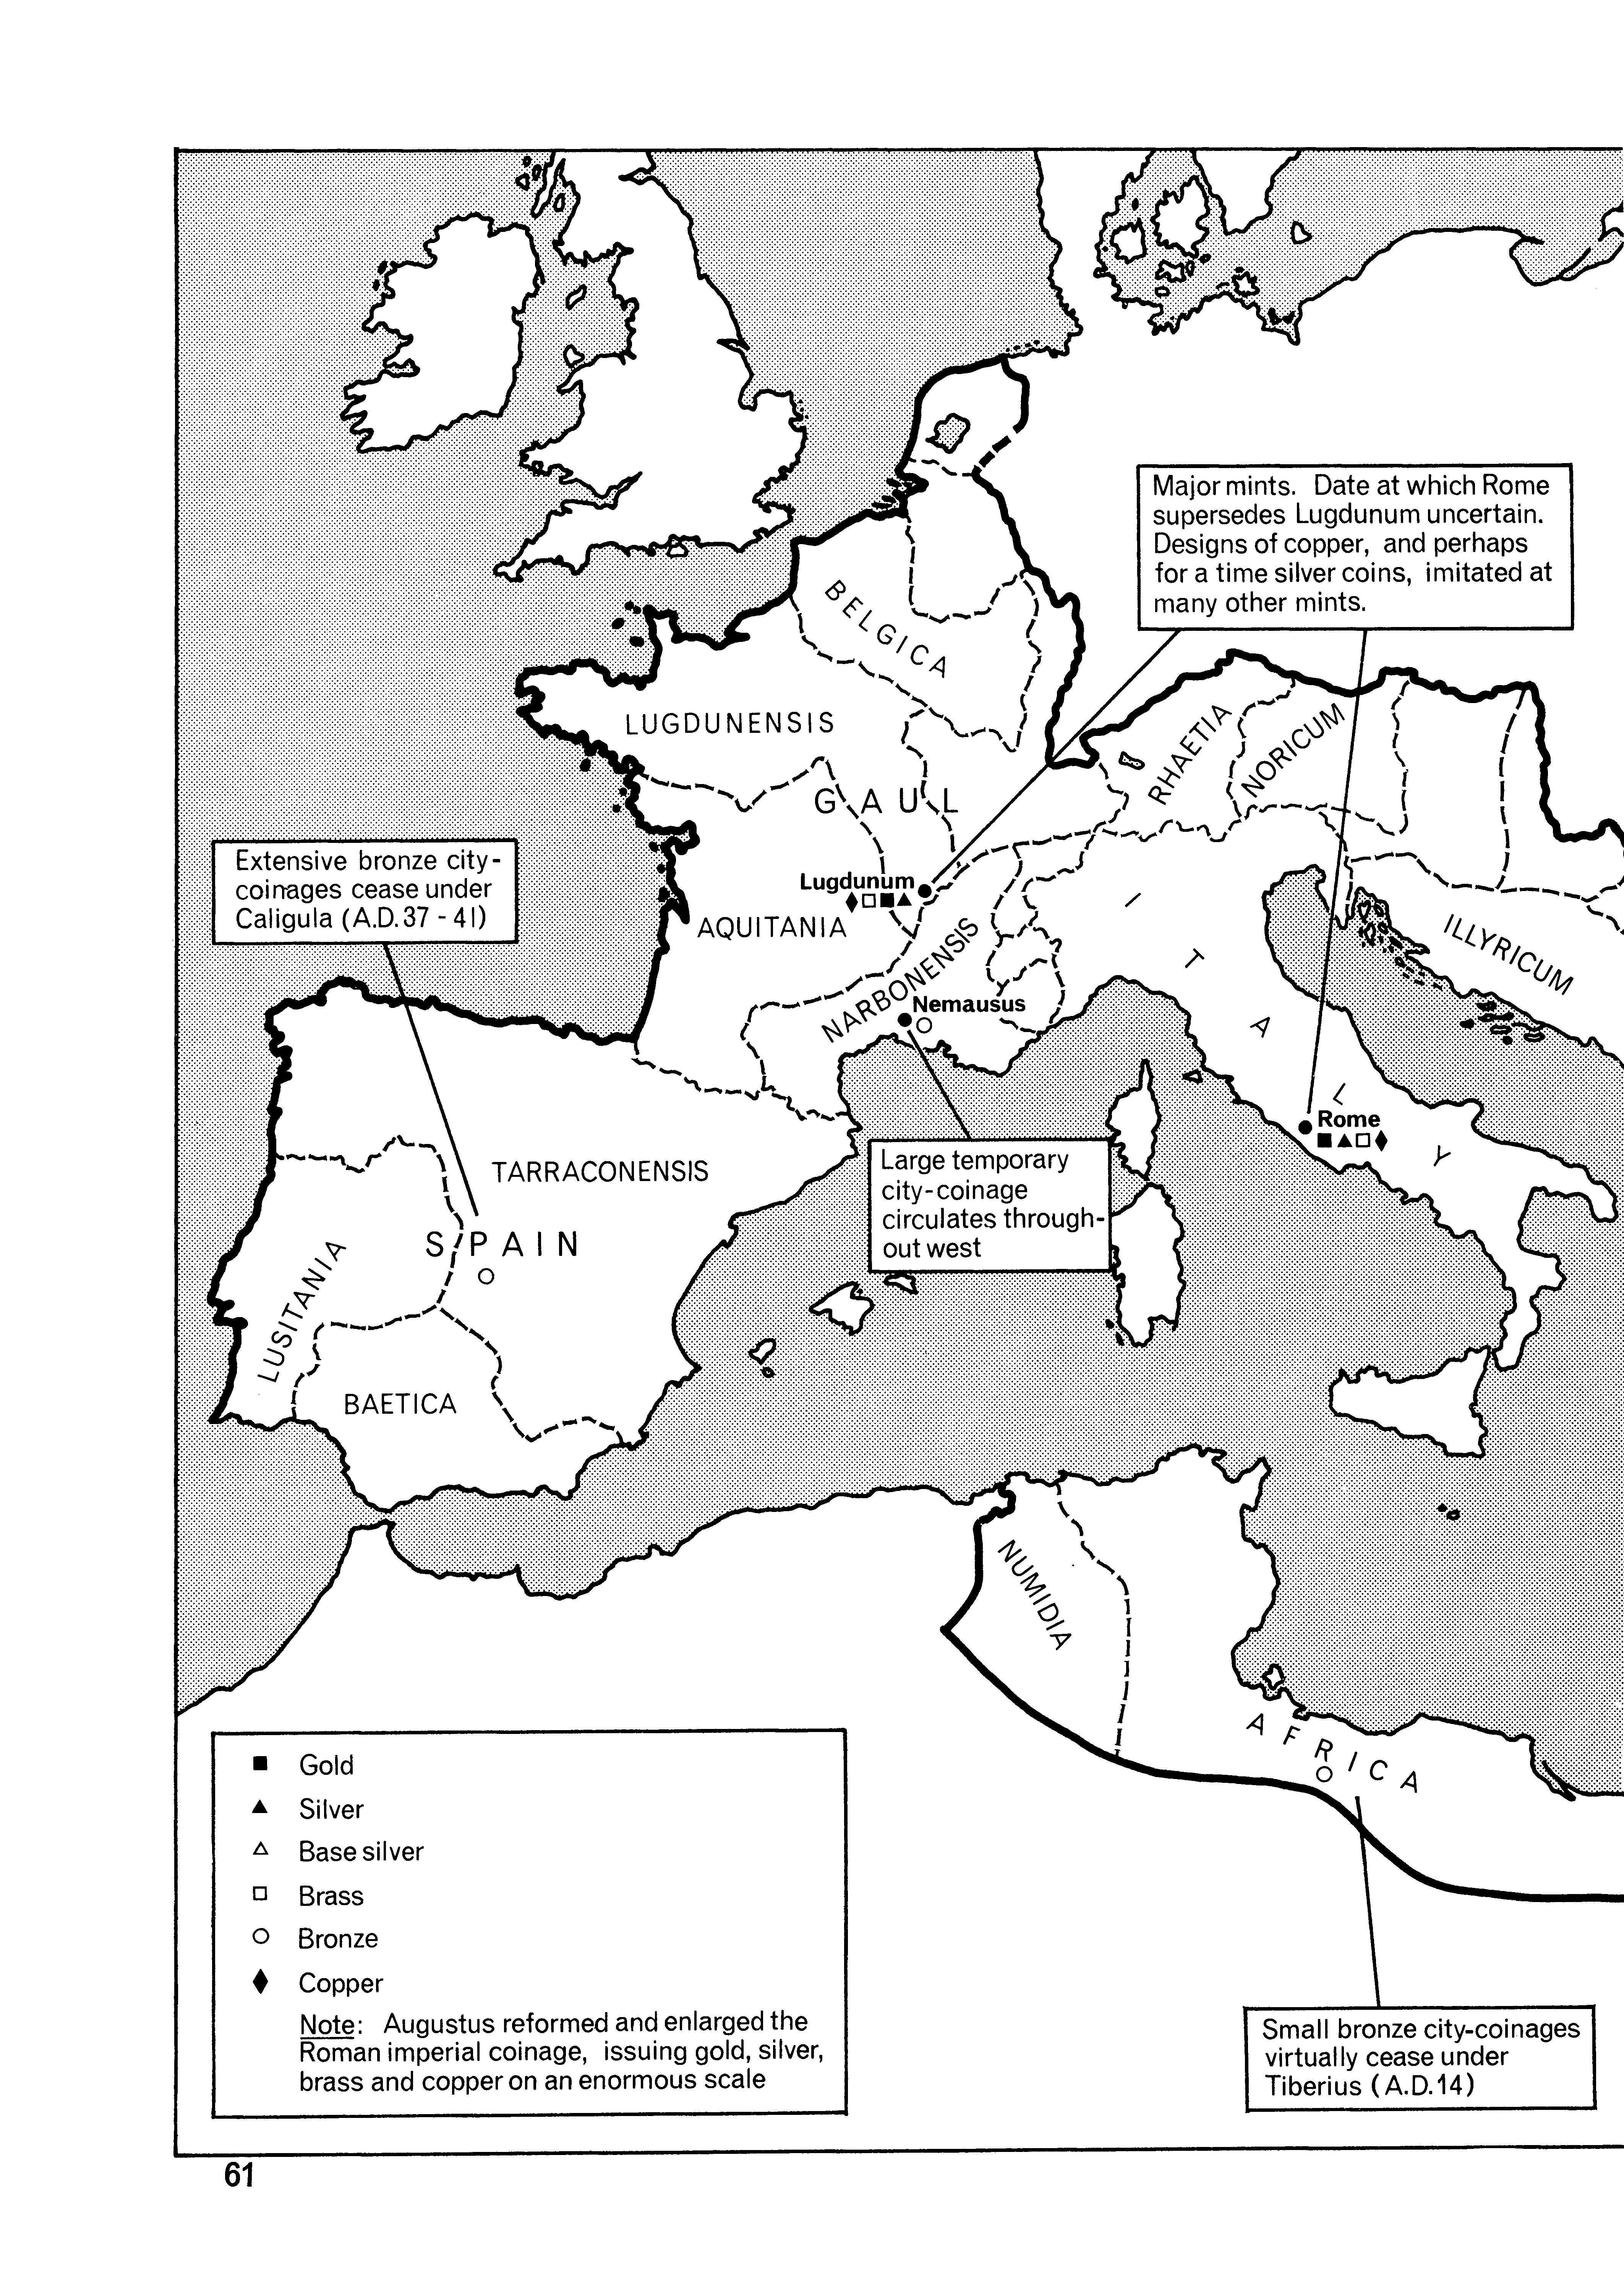 Major mints. Date at which Rome
supersedes Lugdunum uncertain.
Designs of copper, and perhaps
for a time silver coins, imitated at
many other mints.
BELGICA
LUGDUNENSIS
RHAETIA
NORICUM
GAUL
Extensive bronze city-
coinages cease under
Caligula (A.D.37 - 41)
Lugdunum
AQUITANIA
ITALY
ILLYRICUM
NARBONENSIS
Nemausus
Rome
Large temporary
city-coinage
circulates through-
out west
TARRACONENSIS
SPAIN
LUSITANIA
BAETICA
NUMIDIA
AFRICA
Gold
Silver
Base silver
Brass
Bronze
Copper
Note: Augustus reformed and enlarged the
Roman imperial coinage, issuing gold, silver,
brass and copper on an enormous scale
Small bronze city-coinages
virtually cease under
Tiberius (A.D.14)
61